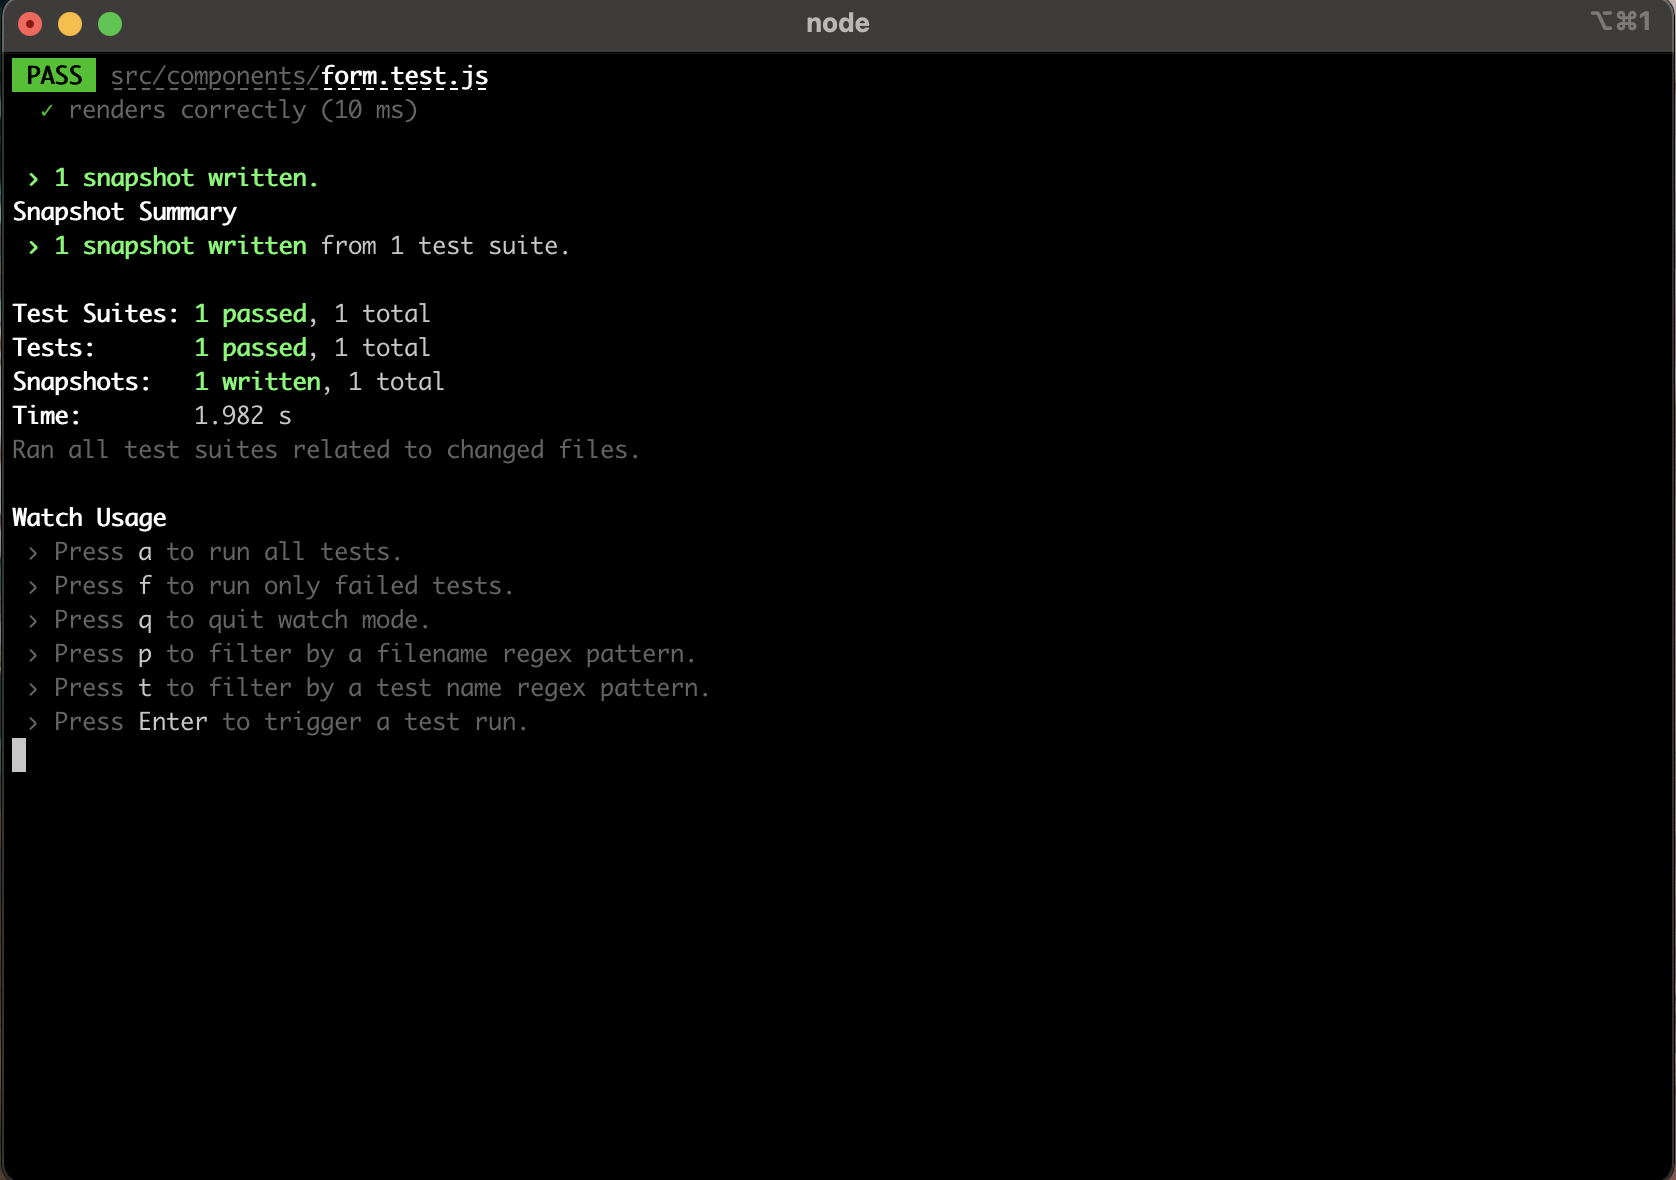 node
⌥⌘1
PASS src/components/form.test.js
✓ renders correctly (10 ms)
› 1 snapshot written.
Snapshot Summary
› 1 snapshot written from 1 test suite.
Test Suites: 1 passed, 1 total
Tests: 1 passed, 1 total
Snapshots: 1 written, 1 total
Time: 1.982 s
Ran all test suites related to changed files.
Watch Usage
› Press a to run all tests.
› Press f to run only failed tests.
› Press q to quit watch mode.
› Press p to filter by a filename regex pattern.
› Press t to filter by a test name regex pattern.
› Press Enter to trigger a test run.